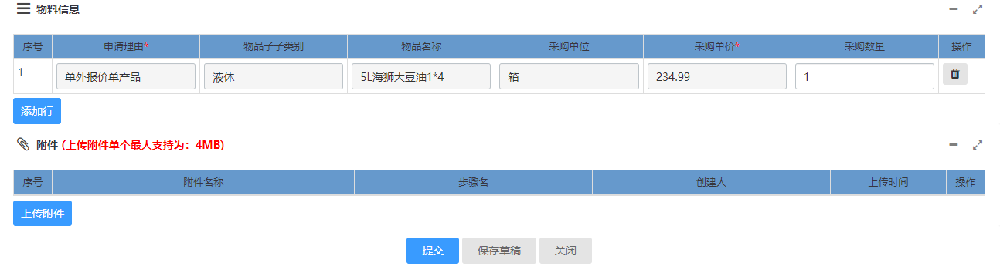 物料信息
序号 申请理由* 物品子子类别 物品名称 采购单位 采购单价* 采购数量 操作
1 单外报价单产品 液体 5L海狮大豆油1*4 箱 234.99 1
添加行
附件 (上传附件单个最大支持为：4MB)
序号 附件名称 步骤名 创建人 上传时间 操作
上传附件
提交 保存草稿 关闭